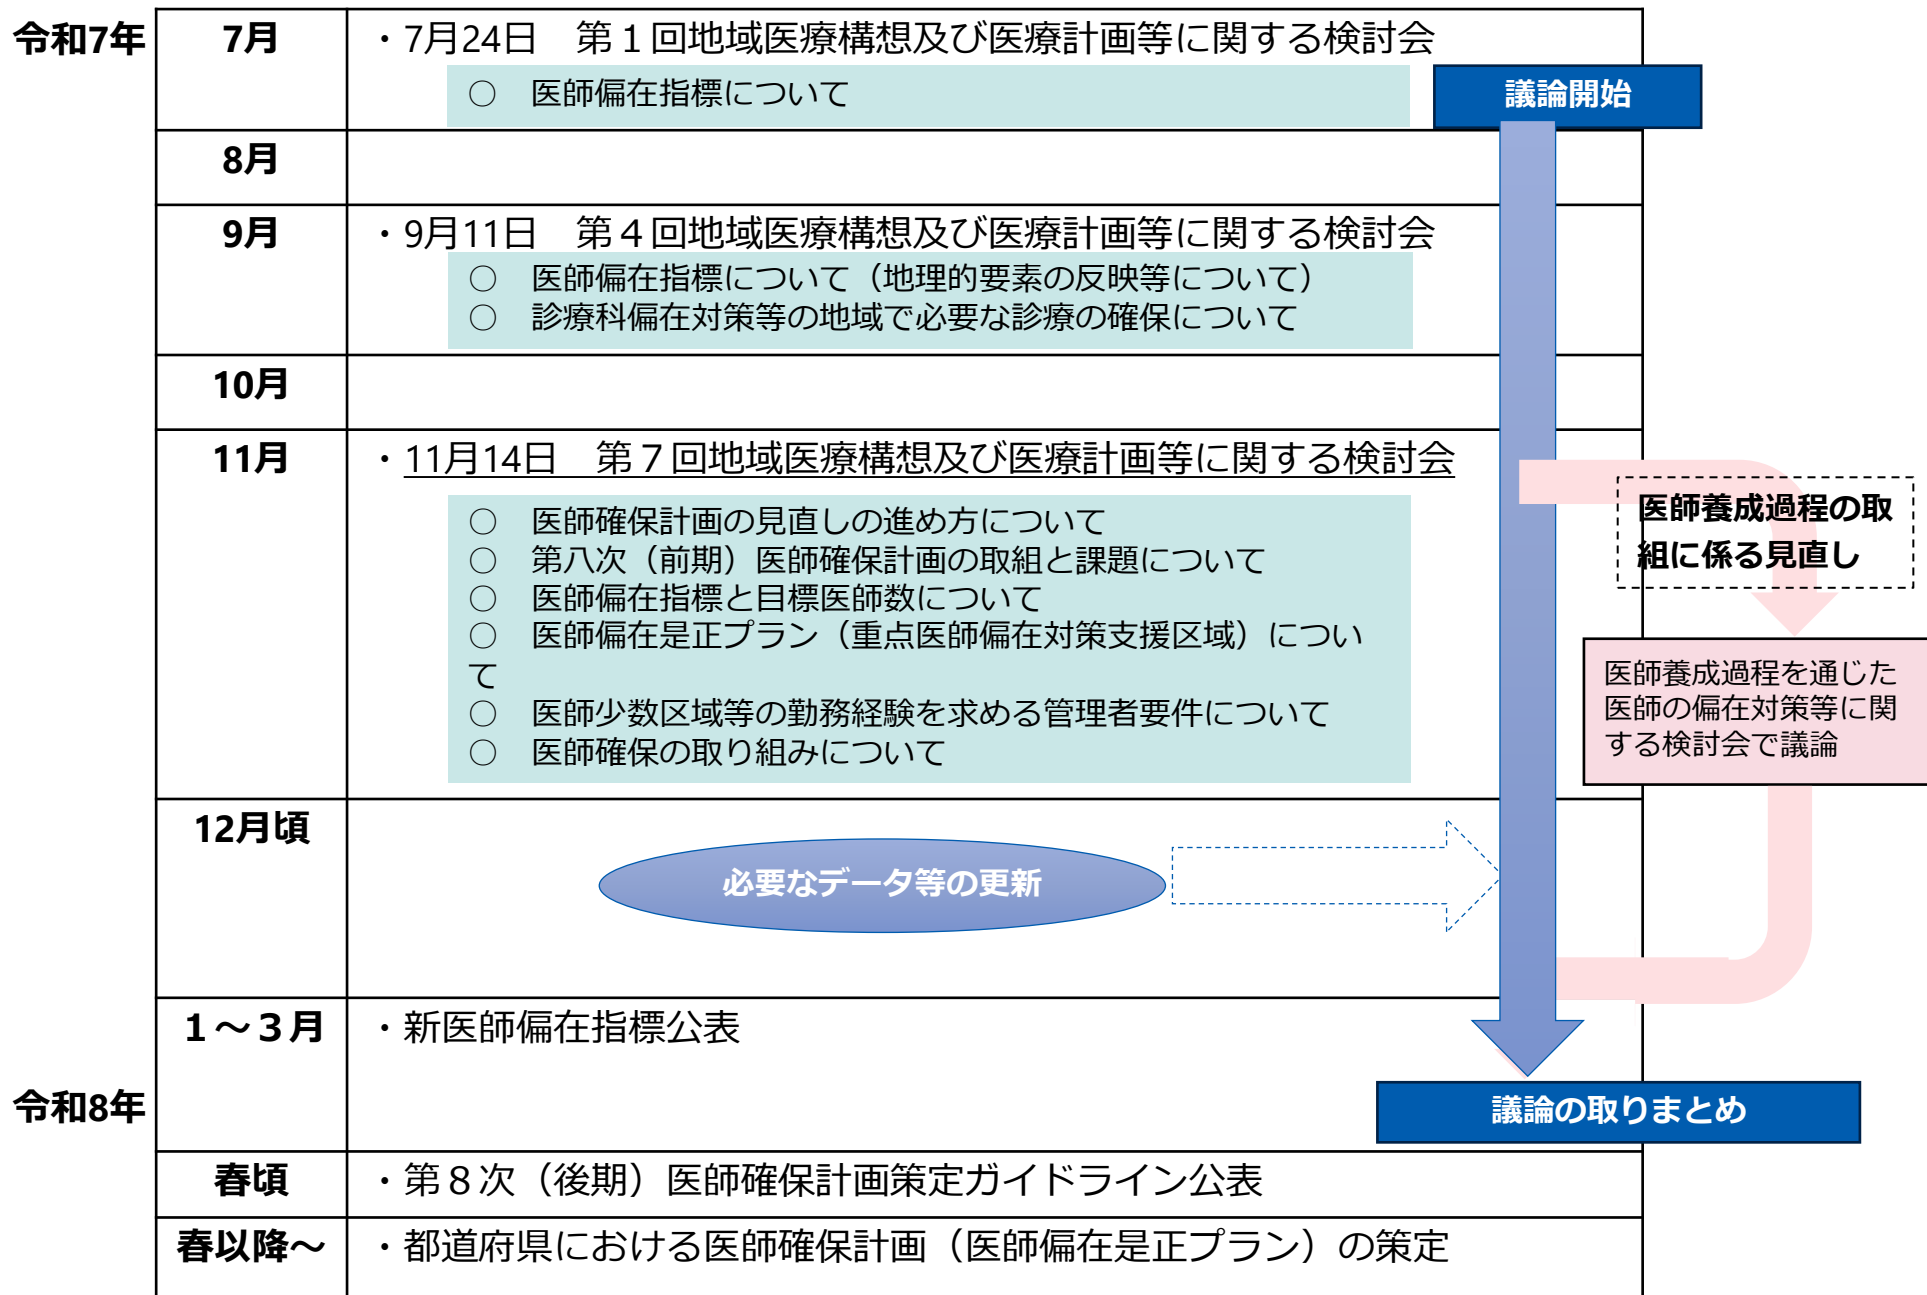 令和7年
7月
・7月24日　第１回地域医療構想及び医療計画等に関する検討会
○　医師偏在指標について
議論開始
8月
9月
・9月11日　第４回地域医療構想及び医療計画等に関する検討会
○　医師偏在指標について（地理的要素の反映等について）
○　診療科偏在対策等の地域で必要な診療の確保について
10月
11月
・11月14日　第７回地域医療構想及び医療計画等に関する検討会
○　医師確保計画の見直しの進め方について
○　第八次（前期）医師確保計画の取組と課題について
○　医師偏在指標と目標医師数について
○　医師偏在是正プラン（重点医師偏在対策支援区域）につい
て
○　医師少数区域等の勤務経験を求める管理者要件について
○　医師確保の取り組みについて
医師養成過程の取
組に係る見直し
医師養成過程を通じた
医師の偏在対策等に関
する検討会で議論
12月頃
必要なデータ等の更新
令和8年
１～３月
・新医師偏在指標公表
議論の取りまとめ
春頃
・第８次（後期）医師確保計画策定ガイドライン公表
春以降～
・都道府県における医師確保計画（医師偏在是正プラン）の策定